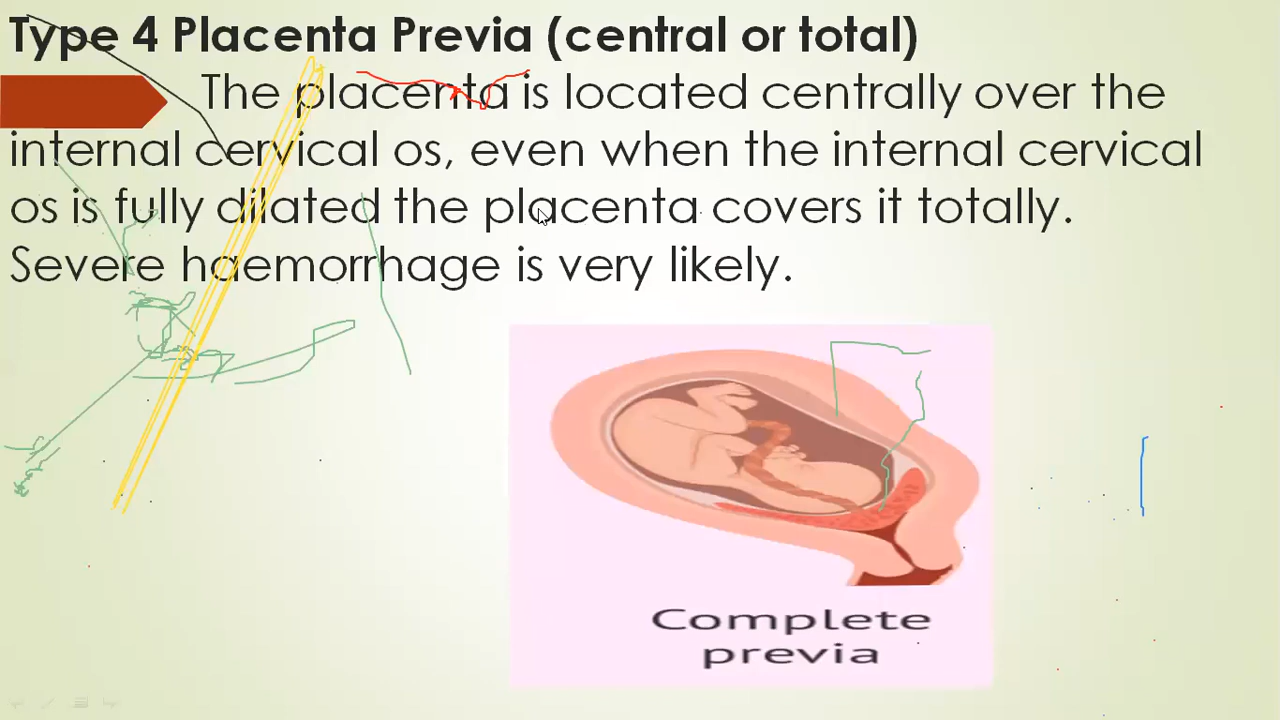 Type 4 Placenta Previa (central or total)
The placenta is located centrally over the
internal cervical os, even when the internal cervical
os is fully dilated the placenta covers it totally.
Severe haemorrhage is very likely.
Complete
previa